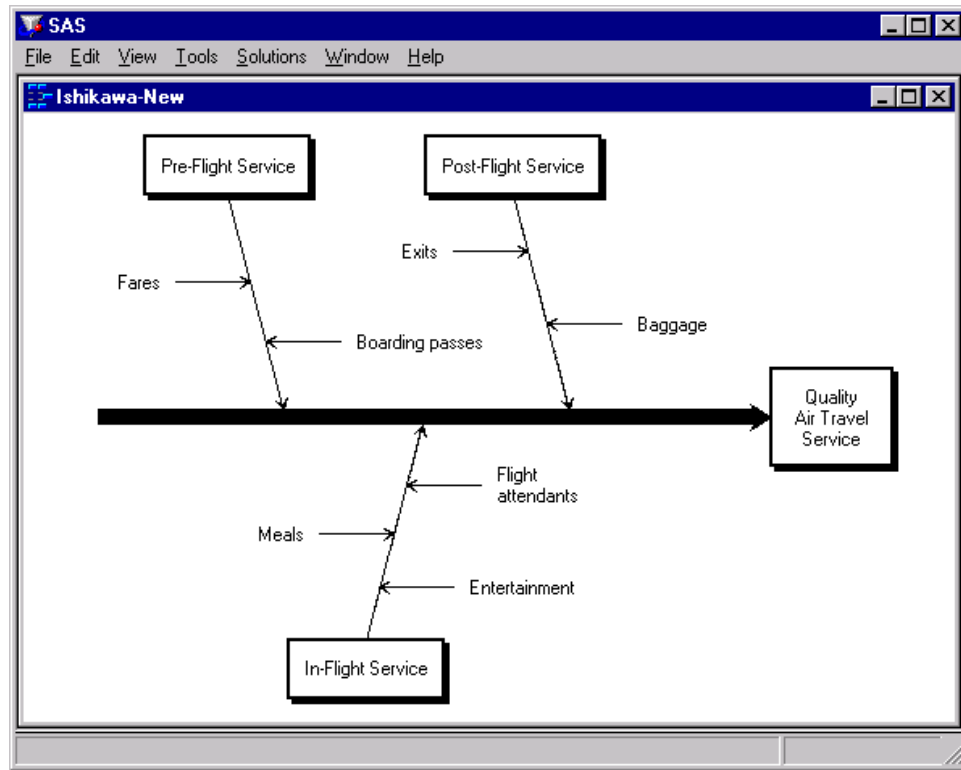 SAS
File Edit View Tools Solutions Window Help
Ishikawa-New
Pre-Flight Service
Post-Flight Service
Exits
Fares
Baggage
Boarding passes
Quality
Air Travel
Service
Flight
attendants
Meals
Entertainment
In-Flight Service